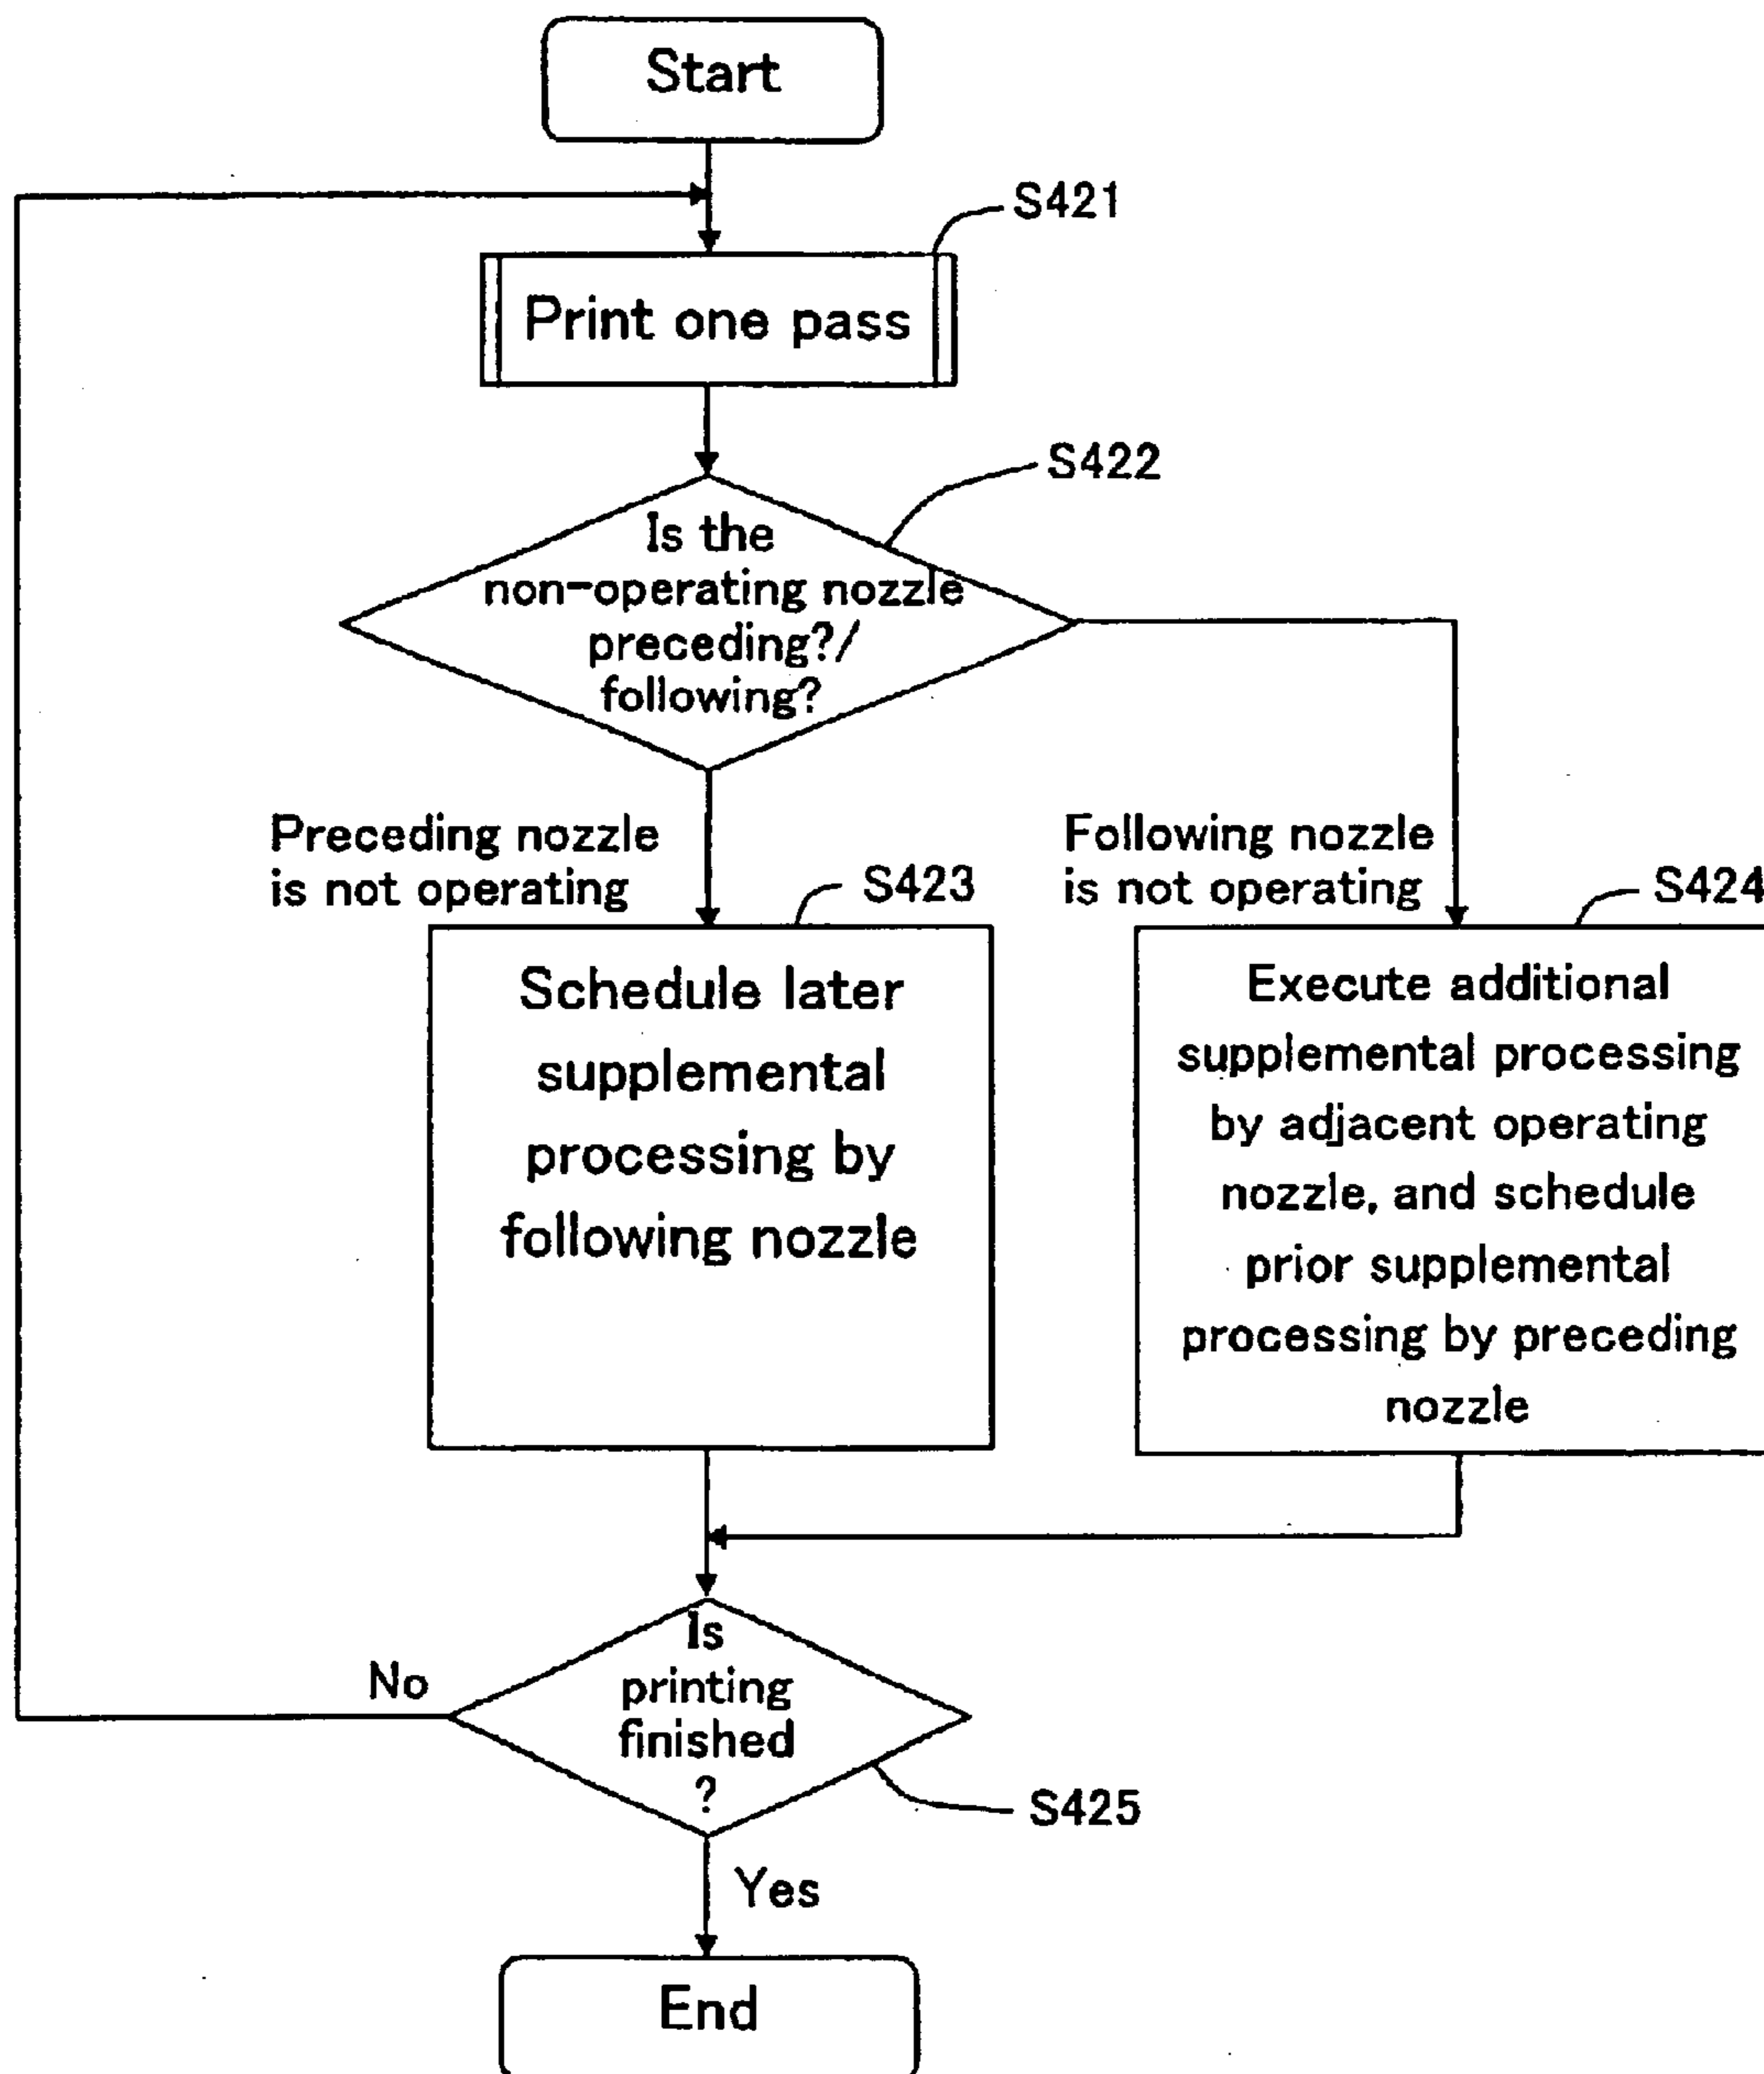 Start
S421
Print one pass
S422
Is the
non-operating nozzle
preceding?/
following?
Preceding nozzle
is not operating
Following nozzle
is not operating
S423
S424
Schedule later
supplemental
processing by
following nozzle
Execute additional
supplemental processing
by adjacent operating
nozzle, and schedule
prior supplemental
processing by preceding
nozzle
Is
printing
finished
?
No
S425
Yes
End